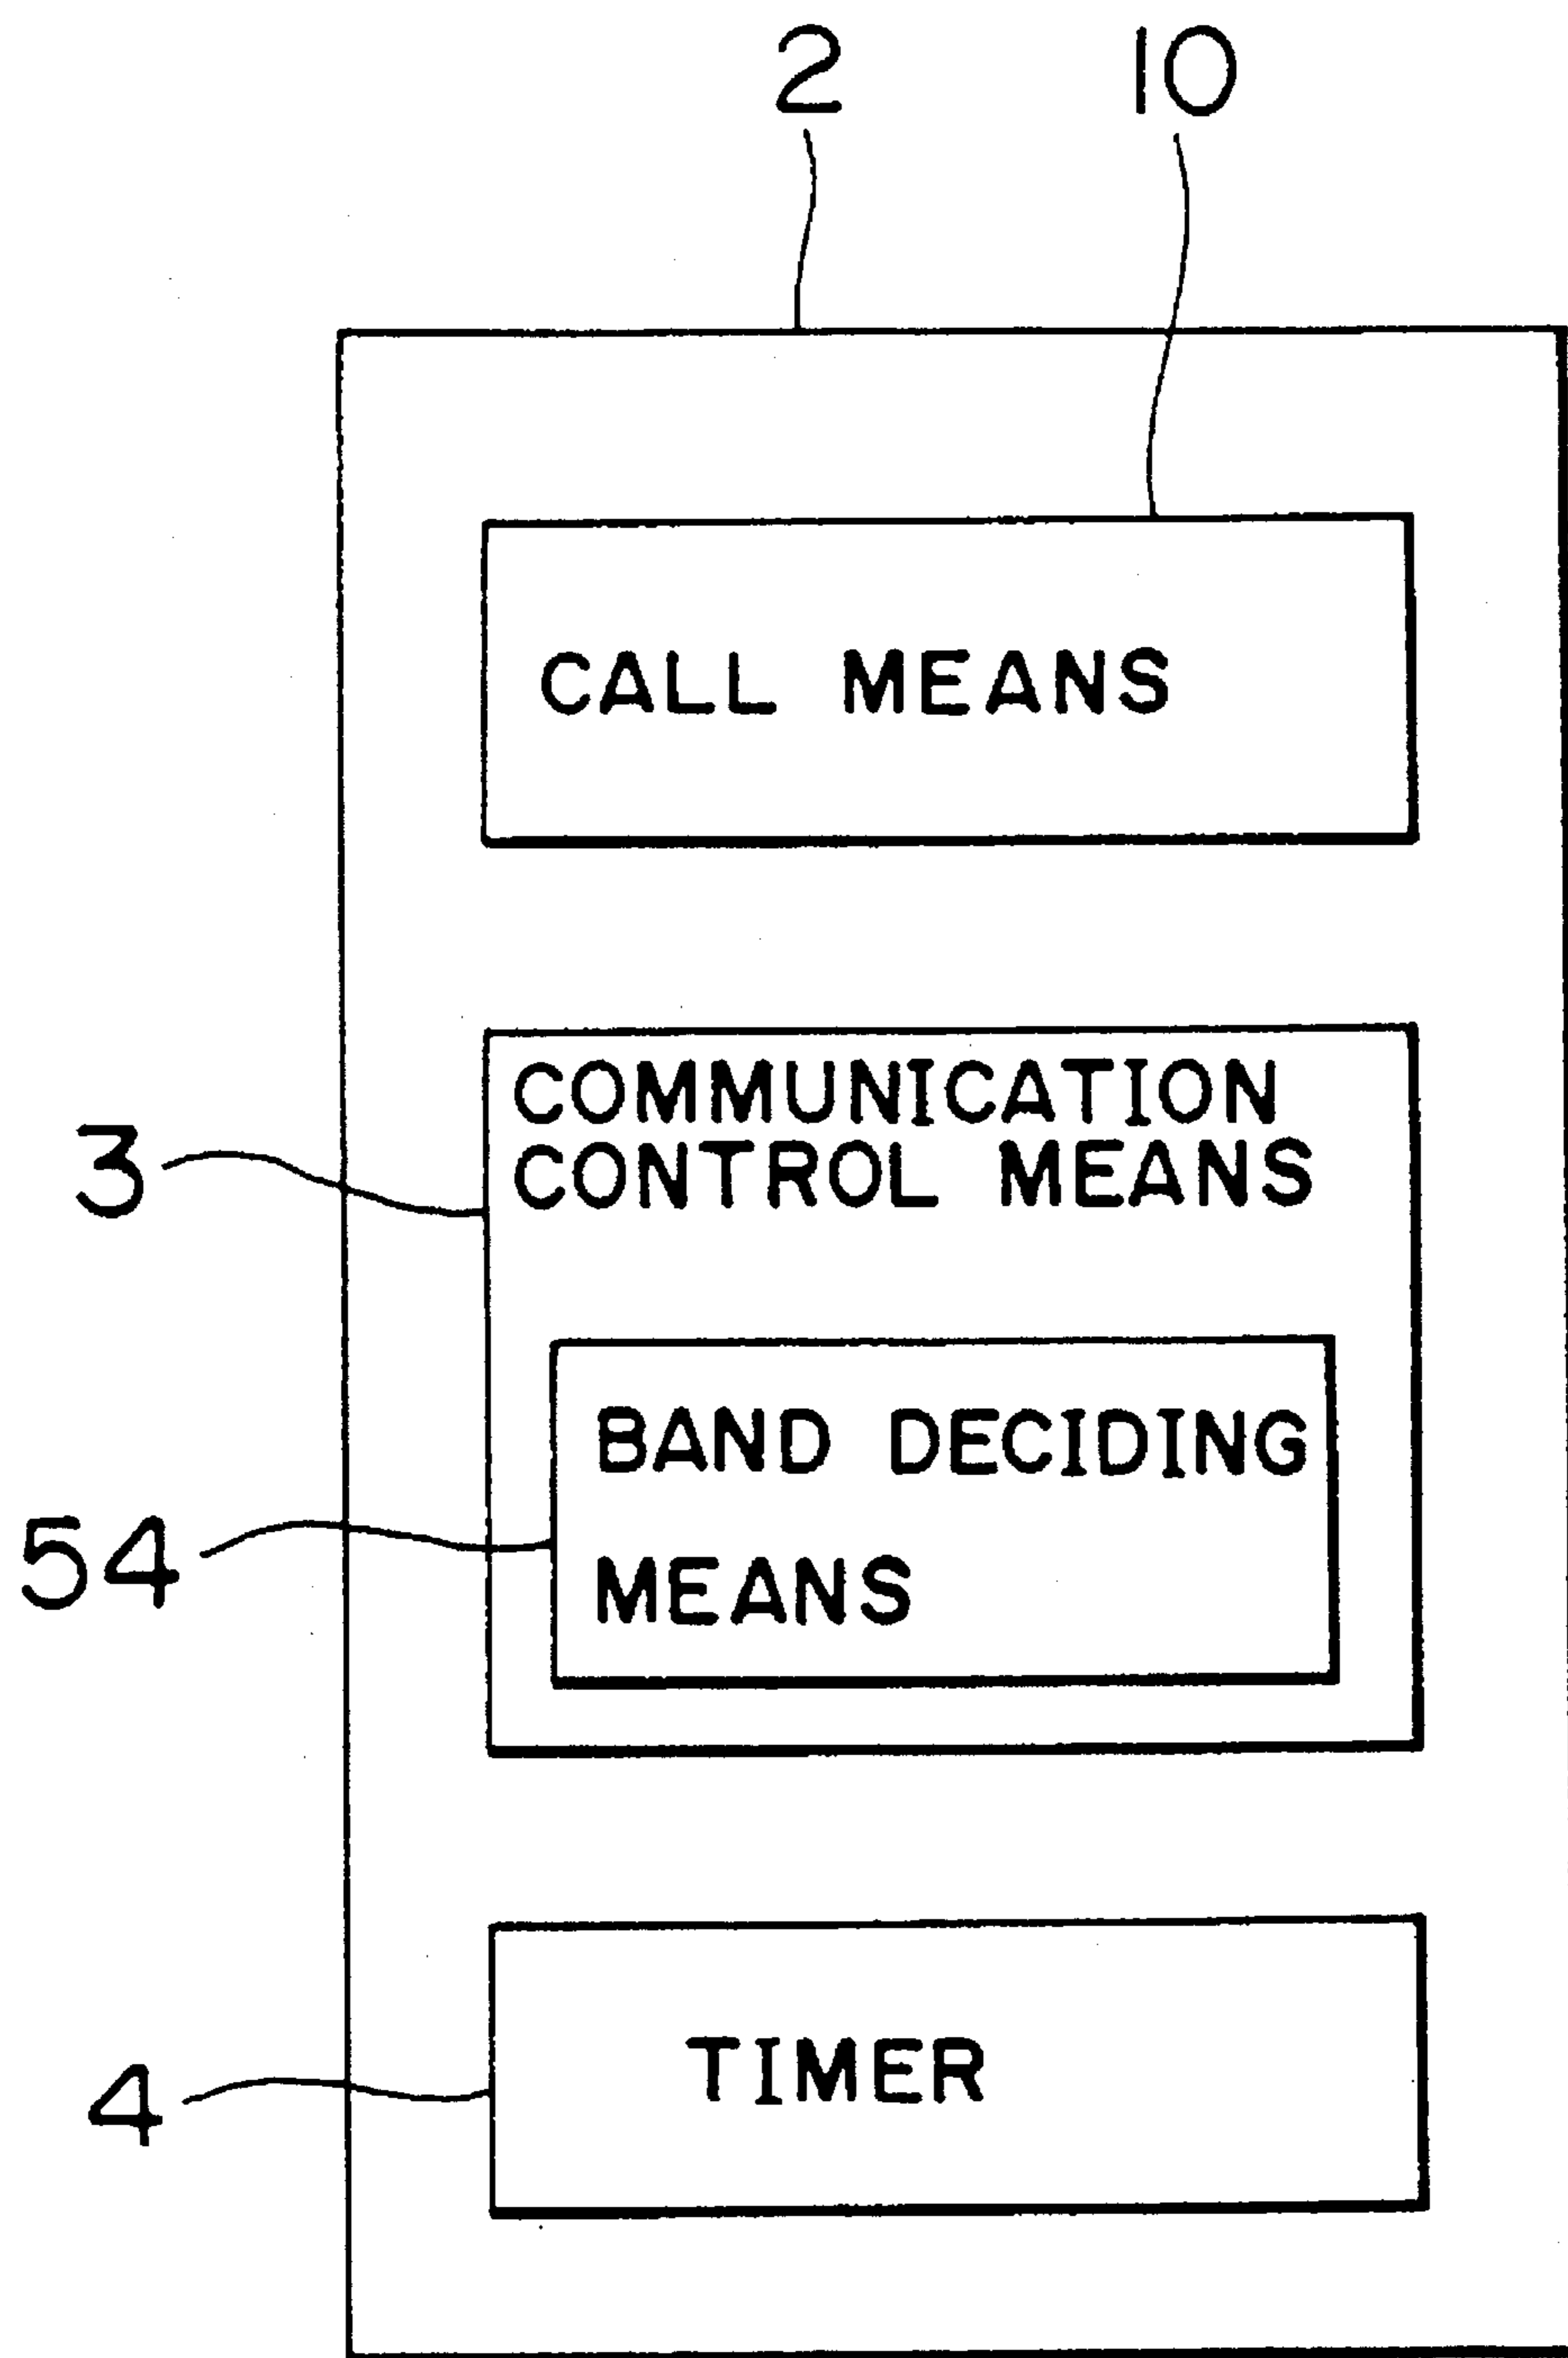 2 10
CALL MEANS
COMMUNICATION
3 CONTROL MEANS
BAND DECIDING
54 MEANS
4 TIMER